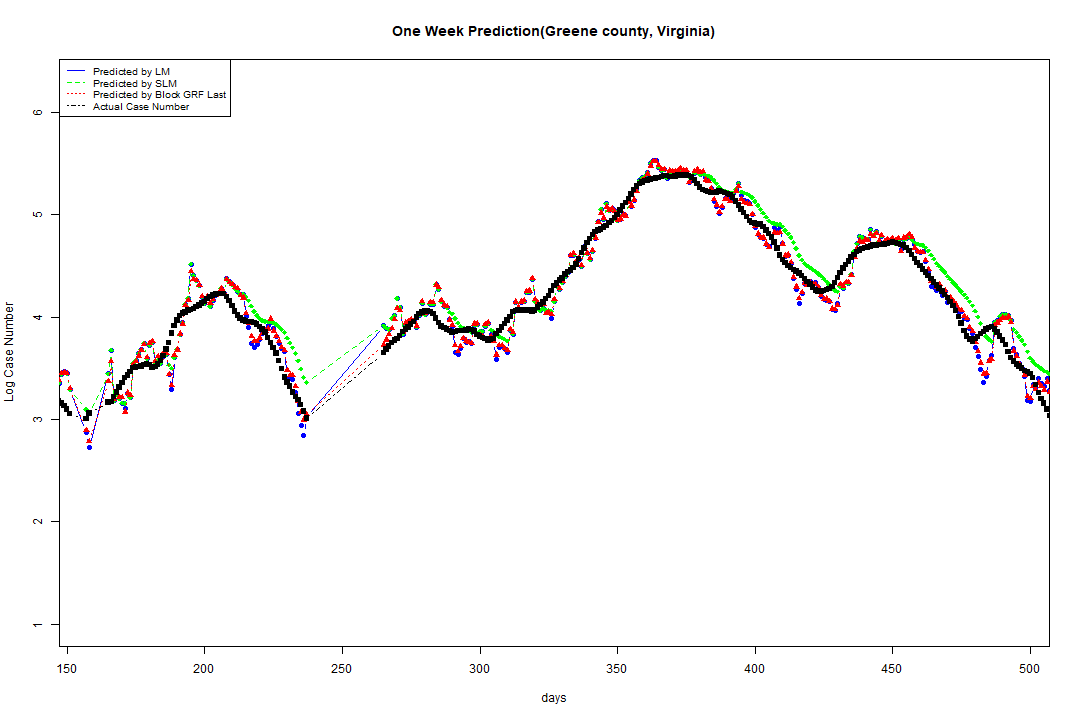 One Week Prediction(Greene county, Virginia)
Predicted by LM
Predicted by SLM
Predicted by Block GRF Last
Actual Case Number
Log Case Number
6
5
4
3
2
1
150 200 250 300 350 400 450 500
days